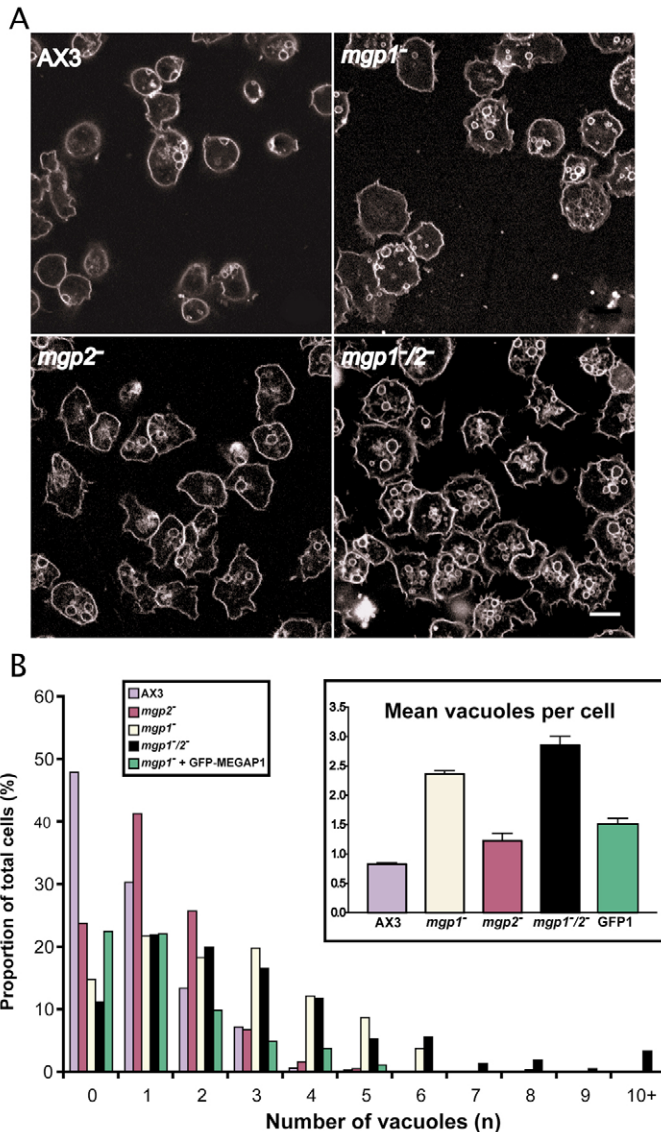 A
AX3
mgp1⁻
mgp2⁻
mgp1⁻/2⁻
B
60
50
40
30
20
10
0
Proportion of total cells (%)
AX3
mgp2⁻
mgp1⁻
mgp1⁻/2⁻
mgp1⁻ + GFP-MEGAP1
Mean vacuoles per cell
3.5
3.0
2.5
2.0
1.5
1.0
0.5
0.0
AX3 mgp1⁻ mgp2⁻ mgp1⁻/2⁻ GFP1
0 1 2 3 4 5 6 7 8 9 10+
Number of vacuoles (n)